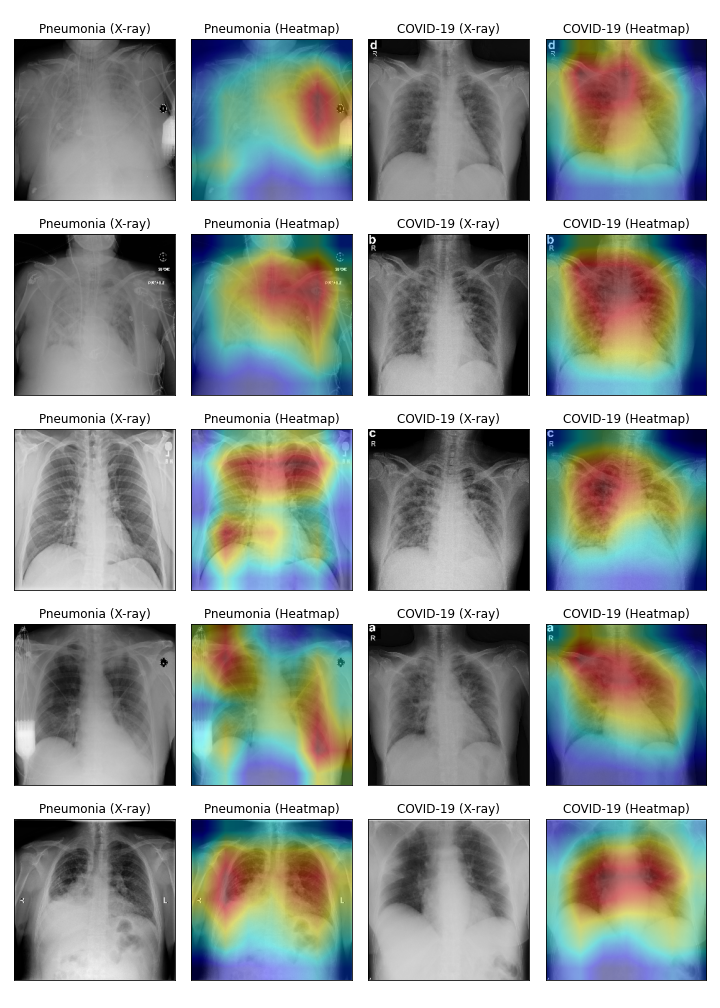 Pneumonia (X-ray) Pneumonia (Heatmap) COVID-19 (X-ray) COVID-19 (Heatmap)
d d
Pneumonia (X-ray) Pneumonia (Heatmap) COVID-19 (X-ray) COVID-19 (Heatmap)
b b
R R
Pneumonia (X-ray) Pneumonia (Heatmap) COVID-19 (X-ray) COVID-19 (Heatmap)
c c
R R
Pneumonia (X-ray) Pneumonia (Heatmap) COVID-19 (X-ray) COVID-19 (Heatmap)
a a
R R
Pneumonia (X-ray) Pneumonia (Heatmap) COVID-19 (X-ray) COVID-19 (Heatmap)
L L